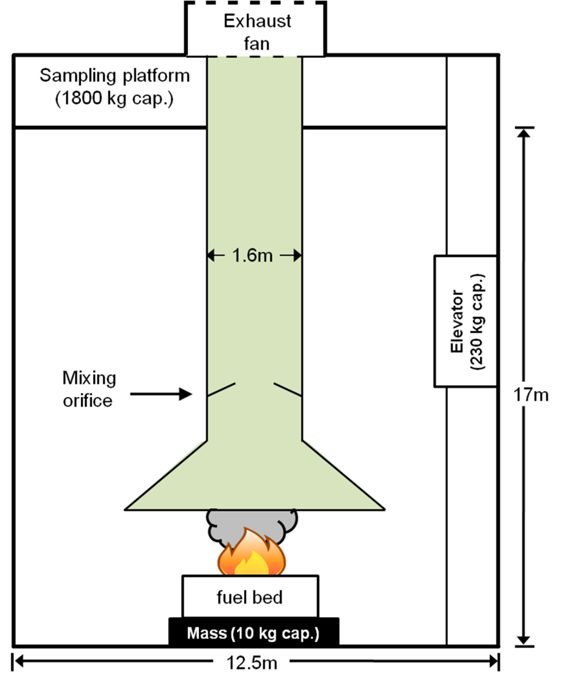 Exhaust
fan
Sampling platform
(1800 kg cap.)
1.6m
Elevator
(230 kg cap.)
Mixing
orifice
17m
fuel bed
Mass (10 kg cap.)
12.5m